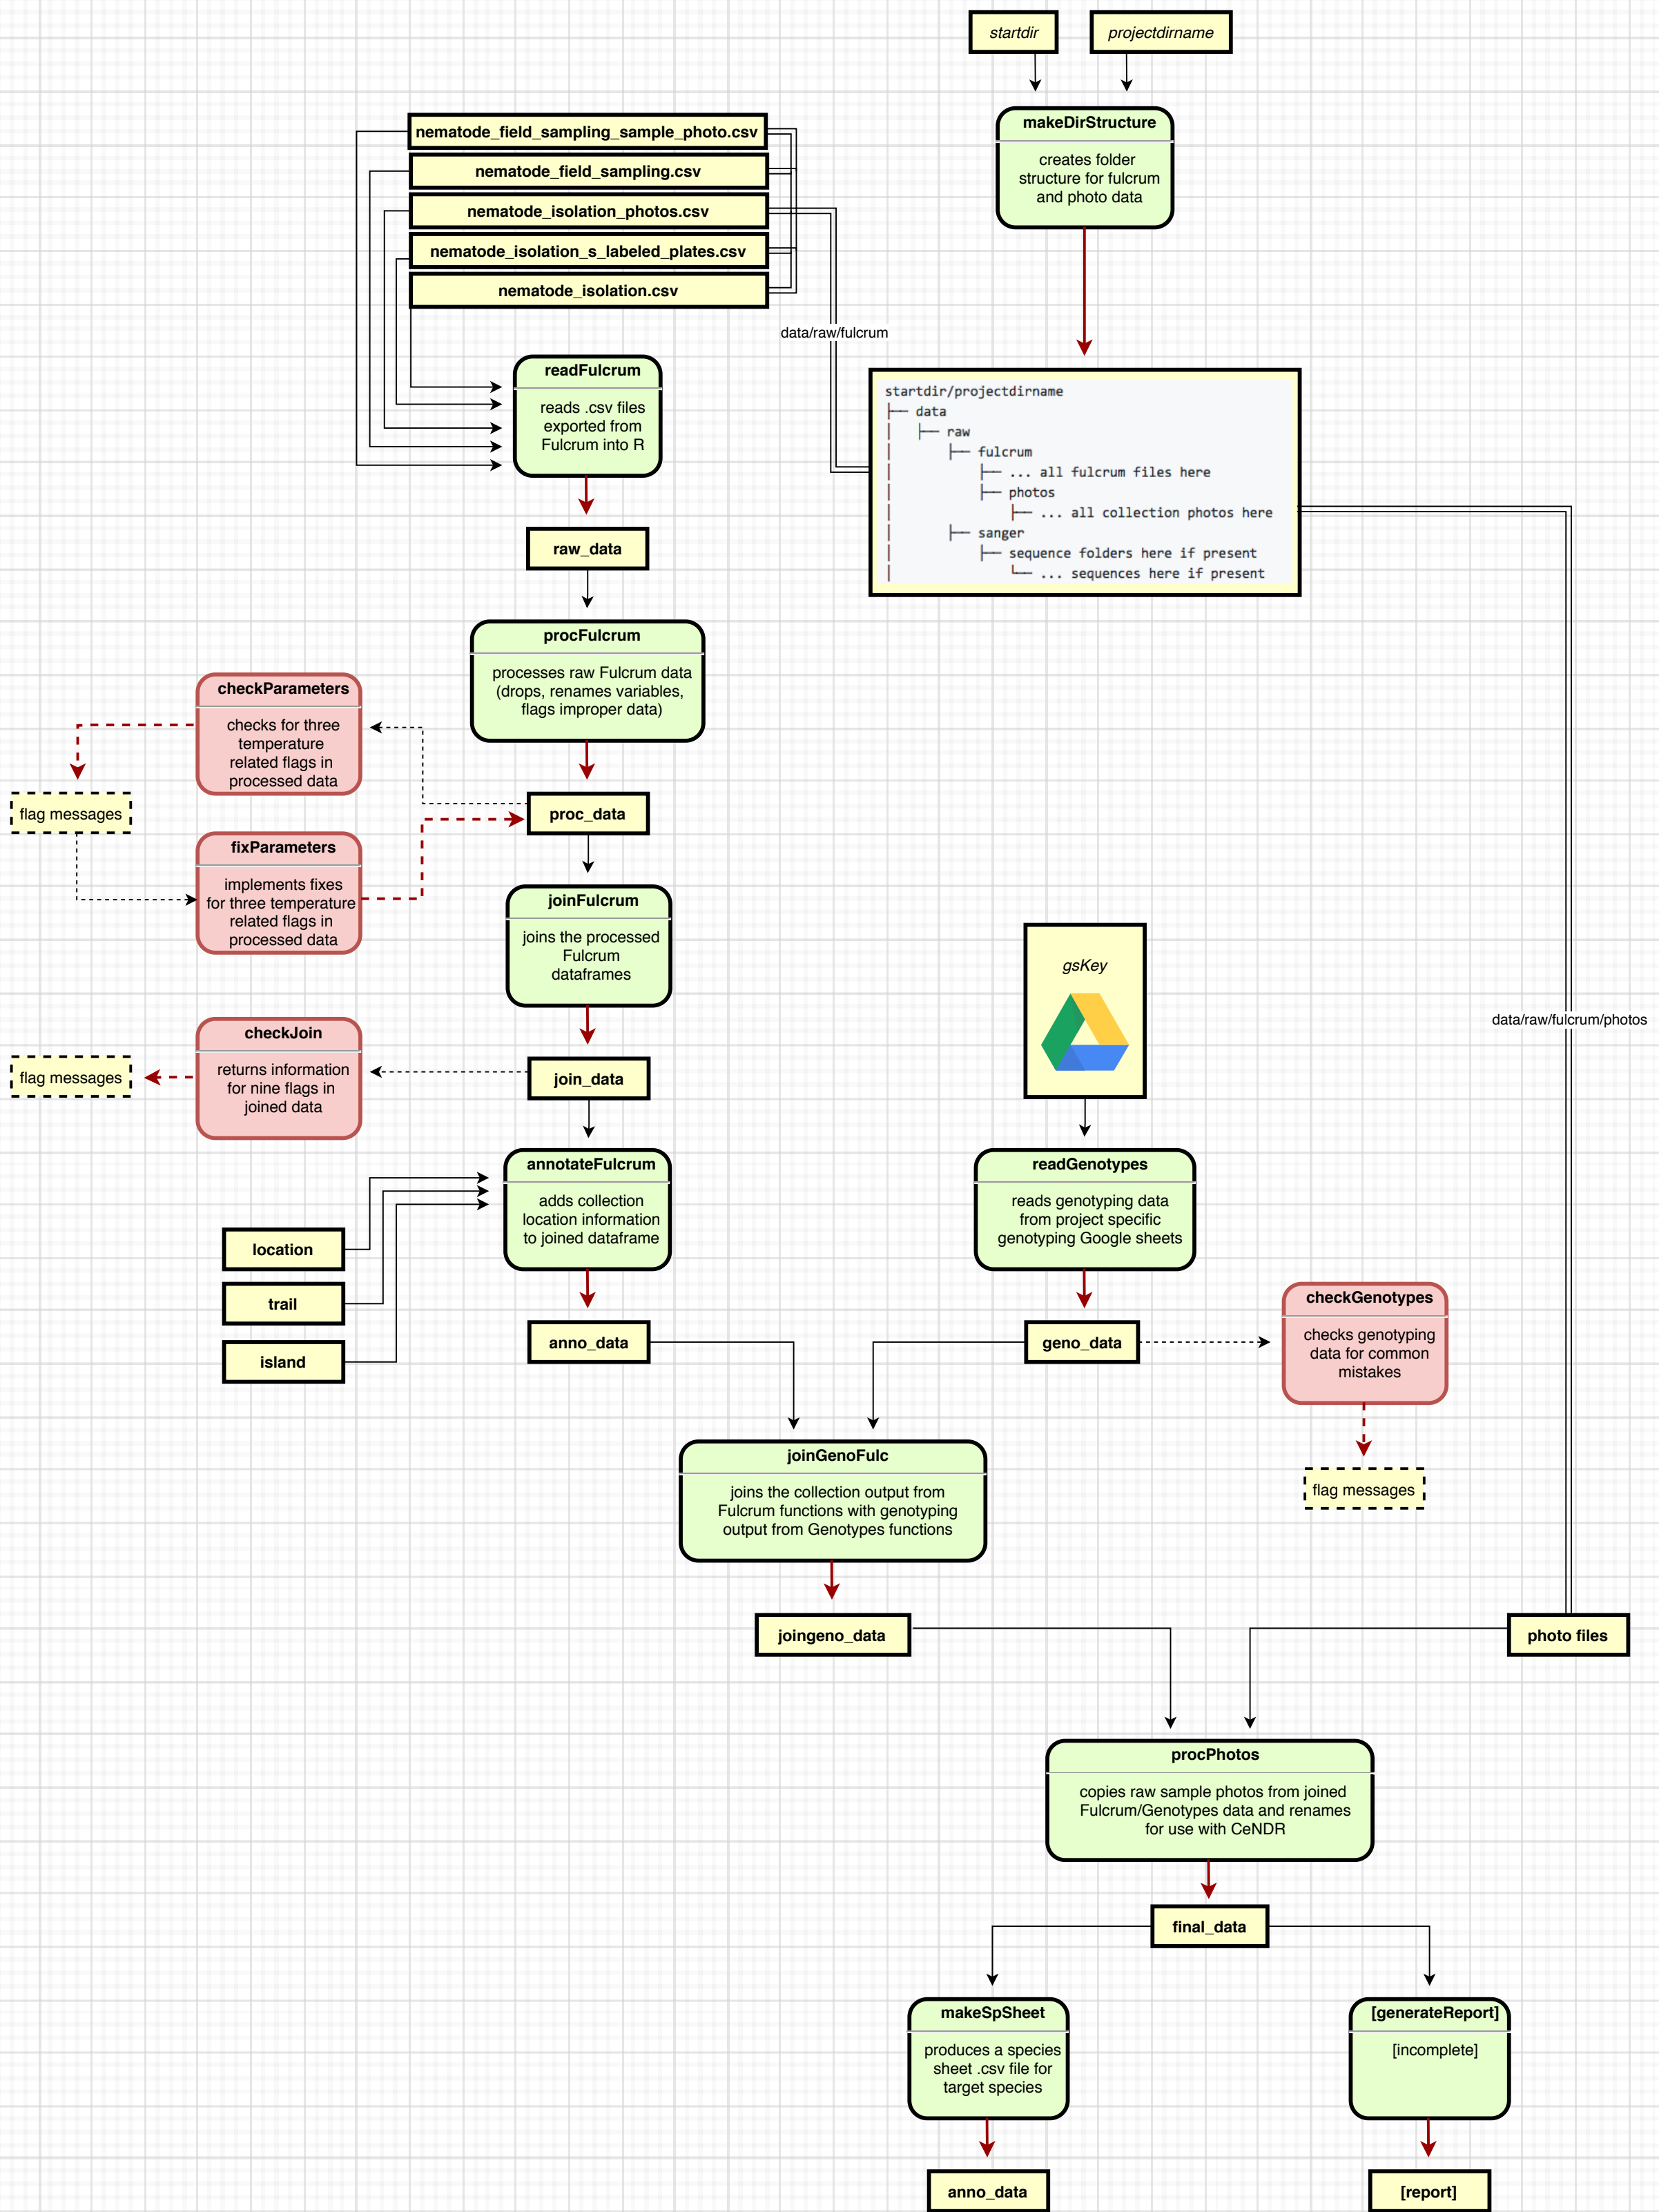 startdir
projectdirname
makeDirStructure
creates folder
structure for fulcrum
and photo data
nematode_field_sampling_sample_photo.csv
nematode_field_sampling.csv
nematode_isolation_photos.csv
nematode_isolation_s_labeled_plates.csv
nematode_isolation.csv
data/raw/fulcrum
readFulcrum
reads .csv files
exported from
Fulcrum into R
startdir/projectdirname
├── data
│   ├── raw
│       ├── fulcrum
│           ├── ... all fulcrum files here
│           ├── photos
│               ├── ... all collection photos here
│       ├── sanger
│           ├── sequence folders here if present
│               └── ... sequences here if present
raw_data
procFulcrum
processes raw Fulcrum data
(drops, renames variables,
flags improper data)
checkParameters
checks for three
temperature
related flags in
processed data
flag messages
proc_data
fixParameters
implements fixes
for three temperature
related flags in
processed data
joinFulcrum
joins the processed
Fulcrum
dataframes
gsKey
data/raw/fulcrum/photos
checkJoin
returns information
for nine flags in
joined data
flag messages
join_data
annotateFulcrum
adds collection
location information
to joined dataframe
readGenotypes
reads genotyping data
from project specific
genotyping Google sheets
location
trail
island
anno_data
geno_data
checkGenotypes
checks genotyping
data for common
mistakes
flag messages
joinGenoFulc
joins the collection output from
Fulcrum functions with genotyping
output from Genotypes functions
joingeno_data
photo files
procPhotos
copies raw sample photos from joined
Fulcrum/Genotypes data and renames
for use with CeNDR
final_data
makeSpSheet
produces a species
sheet .csv file for
target species
[generateReport]
[incomplete]
anno_data
[report]